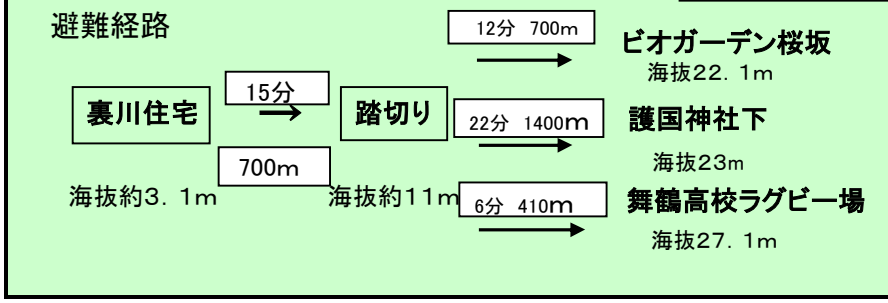 避難経路
12分 700m
ビオガーデン桜坂
海抜22. 1m
15分
裏川住宅
踏切り
22分 1400m
護国神社下
700m
海抜23m
海抜約3. 1m
海抜約11m
6分 410m
舞鶴高校ラグビー場
海抜27. 1m